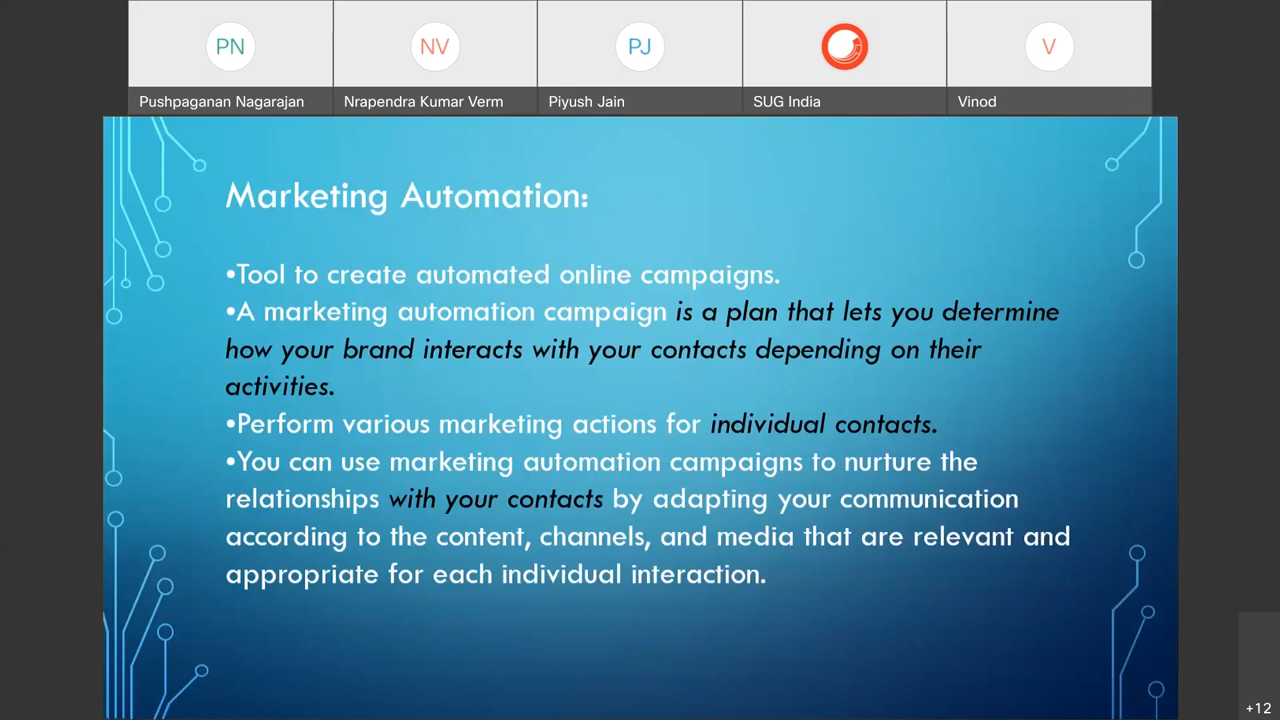 PN
NV
PJ
V
Pushpaganan Nagarajan
Nrapendra Kumar Verm
Piyush Jain
SUG India
Vinod
Marketing Automation:
•Tool to create automated online campaigns.
•A marketing automation campaign is a plan that lets you determine
how your brand interacts with your contacts depending on their
activities.
•Perform various marketing actions for individual contacts.
•You can use marketing automation campaigns to nurture the
relationships with your contacts by adapting your communication
according to the content, channels, and media that are relevant and
appropriate for each individual interaction.
+12